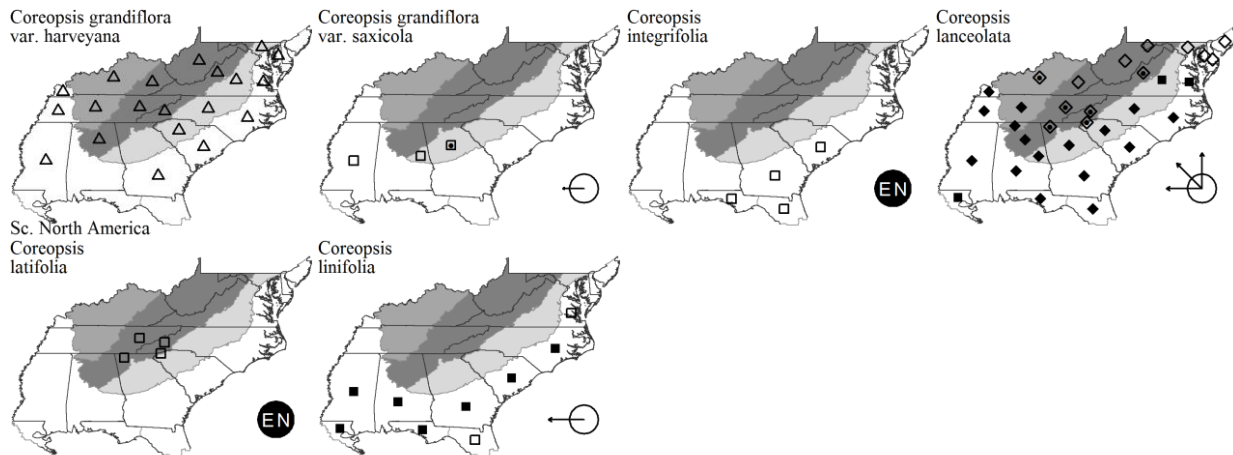 Coreopsis grandiflora
var. harveyana
Coreopsis grandiflora
var. saxicola
Coreopsis
integrifolia
EN
Coreopsis
lanceolata
Sc. North America
Coreopsis
latifolia
EN
Coreopsis
linifolia